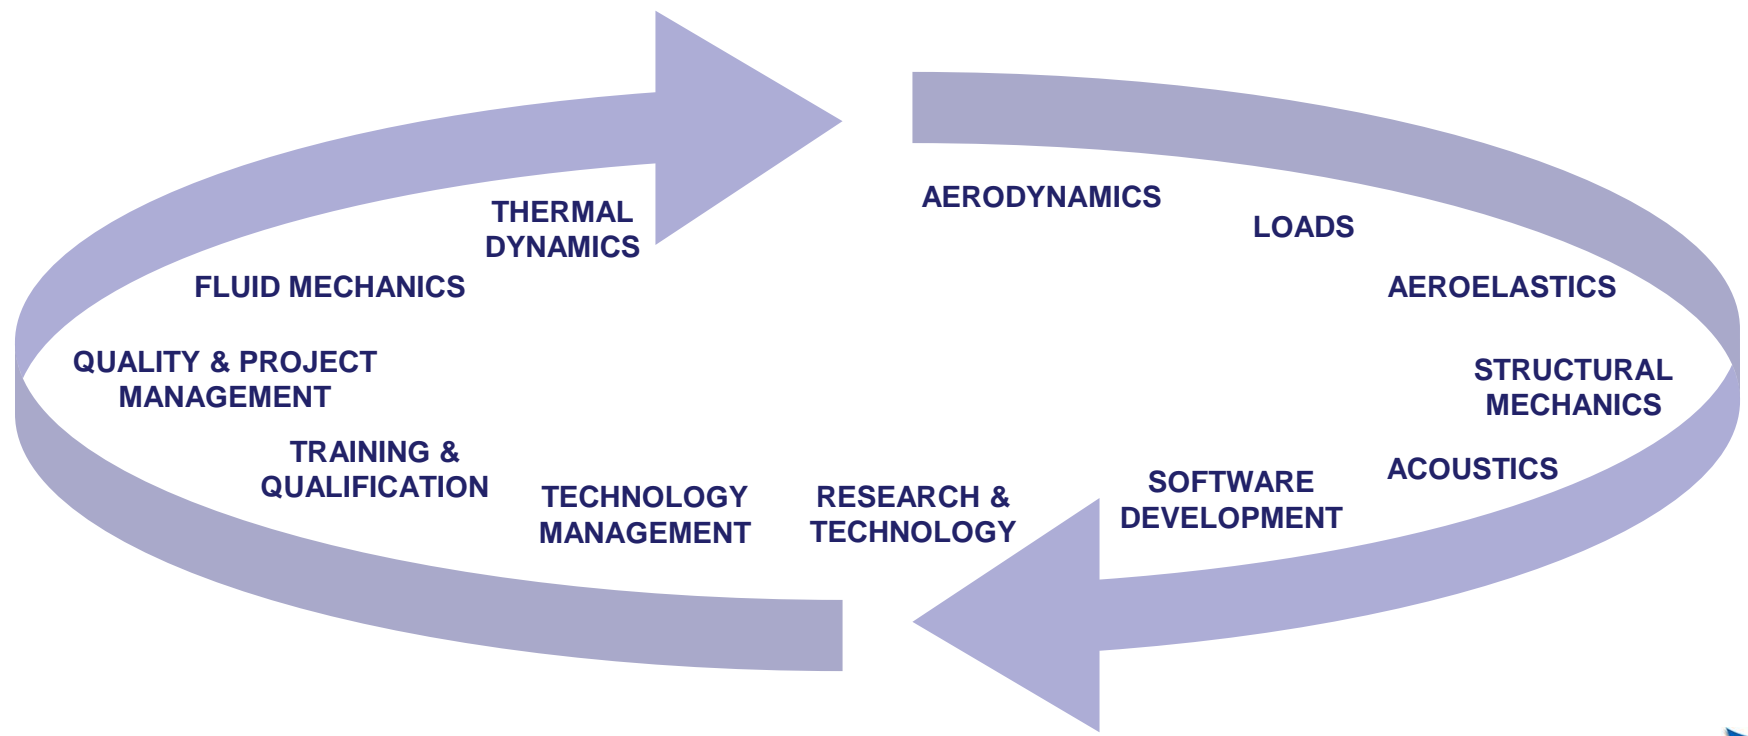 THERMAL
DYNAMICS
AERODYNAMICS
LOADS
FLUID MECHANICS
AEROELASTICS
QUALITY & PROJECT
MANAGEMENT
STRUCTURAL
MECHANICS
TRAINING &
QUALIFICATION
ACOUSTICS
TECHNOLOGY
MANAGEMENT
RESEARCH &
TECHNOLOGY
SOFTWARE
DEVELOPMENT